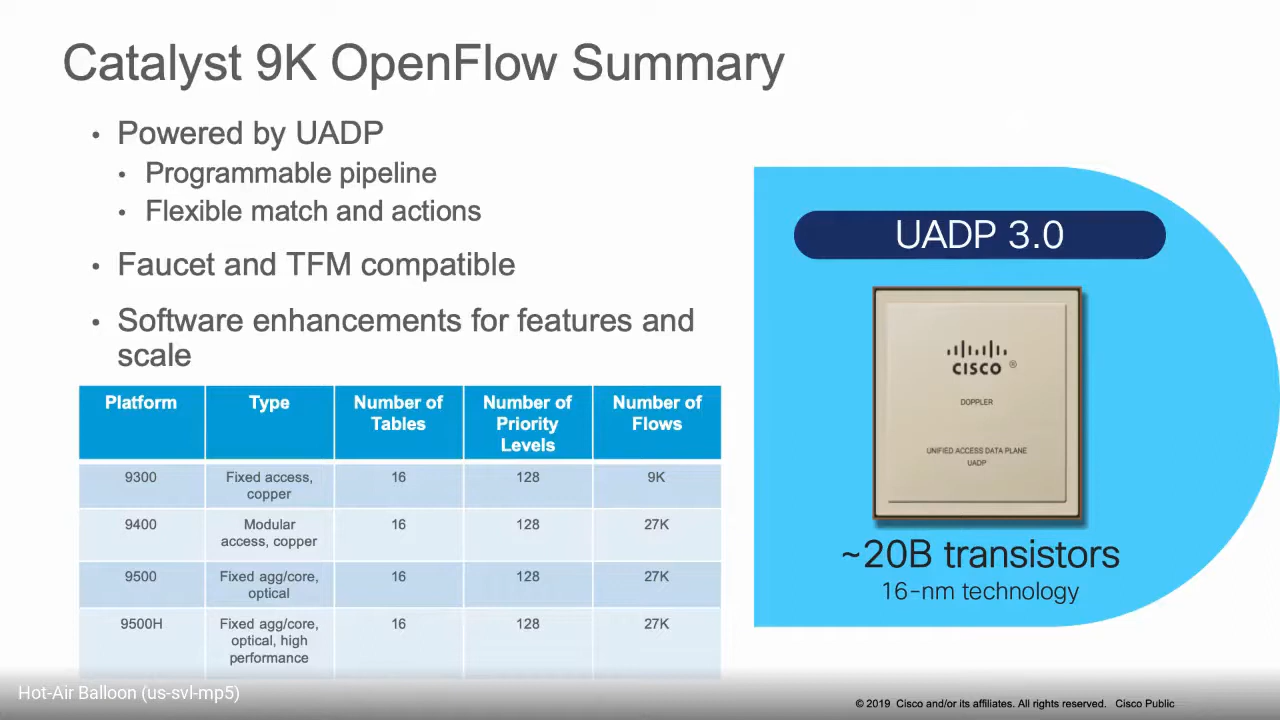 Catalyst 9K OpenFlow Summary
• Powered by UADP
• Programmable pipeline
• Flexible match and actions
• Faucet and TFM compatible
• Software enhancements for features and
scale
Platform Type Number of Tables Number of Priority Levels Number of Flows
9300 Fixed access, copper 16 128 9K
9400 Modular access, copper 16 128 27K
9500 Fixed agg/core, optical 16 128 27K
9500H Fixed agg/core, optical, high performance 16 128 27K
UADP 3.0
CISCO ®
DOPPLER
UNIFIED ACCESS DATA PLANE
UADP
~20B transistors
16-nm technology
Hot-Air Balloon (us-svl-mp5)
© 2019 Cisco and/or its affiliates. All rights reserved. Cisco Public